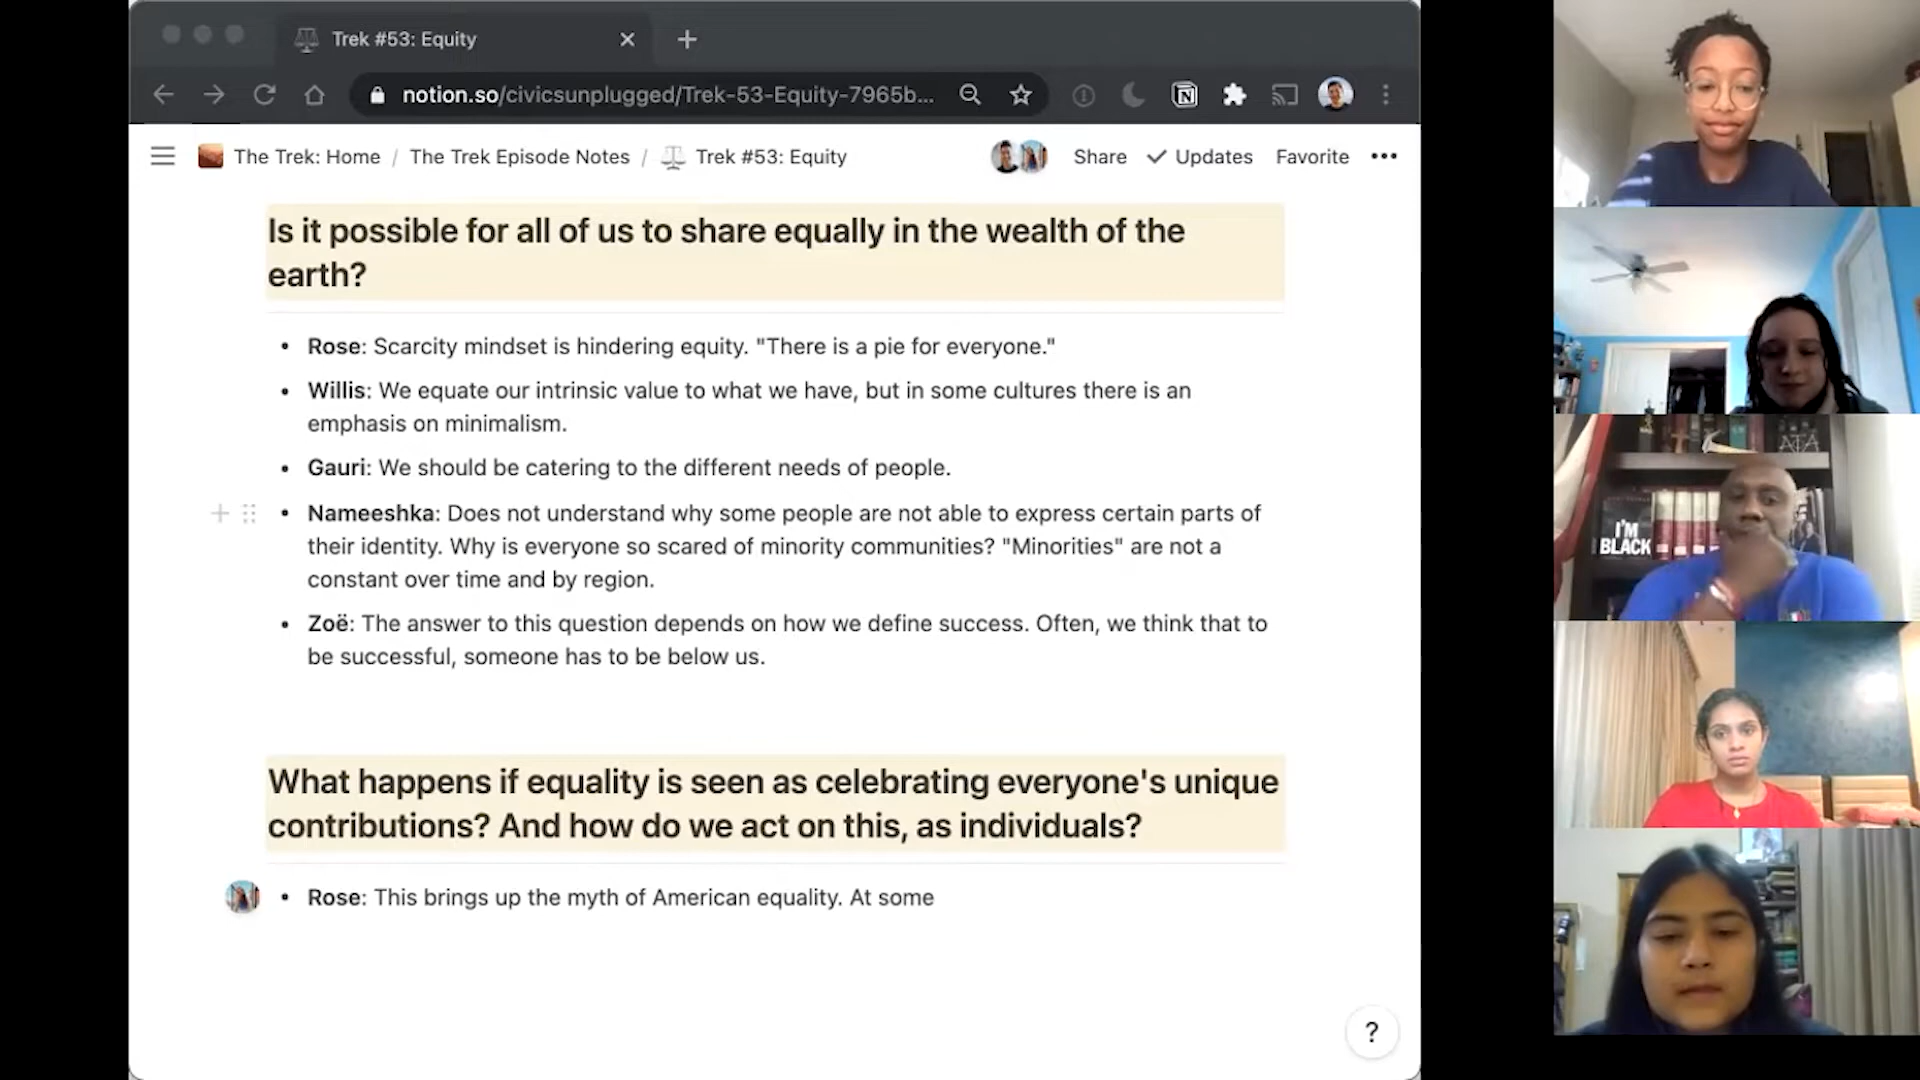 Trek #53: Equity
notion.so/civicsunplugged/Trek-53-Equity-7965b...
The Trek: Home / The Trek Episode Notes / Trek #53: Equity
Share Updates Favorite
Is it possible for all of us to share equally in the wealth of the
earth?
• Rose: Scarcity mindset is hindering equity. "There is a pie for everyone."
• Willis: We equate our intrinsic value to what we have, but in some cultures there is an
emphasis on minimalism.
• Gauri: We should be catering to the different needs of people.
• Nameeshka: Does not understand why some people are not able to express certain parts of
their identity. Why is everyone so scared of minority communities? "Minorities" are not a
constant over time and by region.
• Zoë: The answer to this question depends on how we define success. Often, we think that to
be successful, someone has to be below us.
What happens if equality is seen as celebrating everyone's unique
contributions? And how do we act on this, as individuals?
• Rose: This brings up the myth of American equality. At some
?
ATA
I'M
BLACK